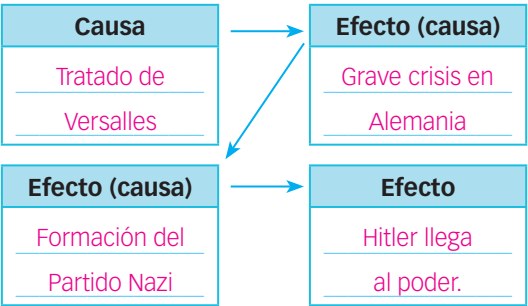 Causa
Tratado de
Versalles
Efecto (causa)
Grave crisis en
Alemania
Efecto (causa)
Formación del
Partido Nazi
Efecto
Hitler llega
al poder.